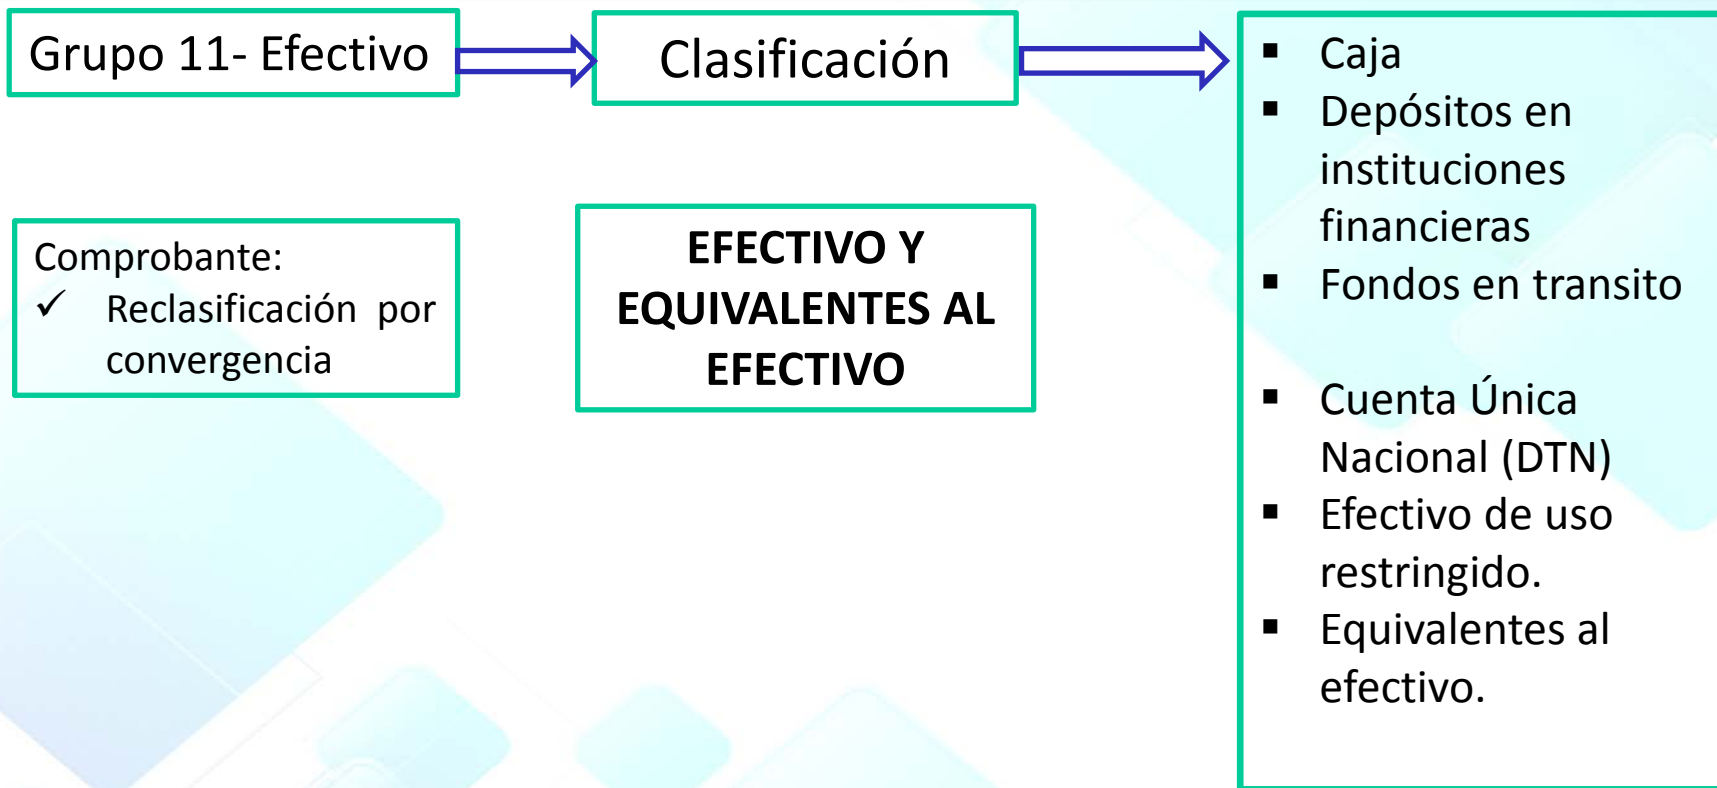 Grupo 11- Efectivo
Clasificación
▪ Caja
▪ Depósitos en
instituciones
financieras
▪ Fondos en transito
▪ Cuenta Única
Nacional (DTN)
▪ Efectivo de uso
restringido.
▪ Equivalentes al
efectivo.
Comprobante:
✓ Reclasificación por
convergencia
EFECTIVO Y
EQUIVALENTES AL
EFECTIVO